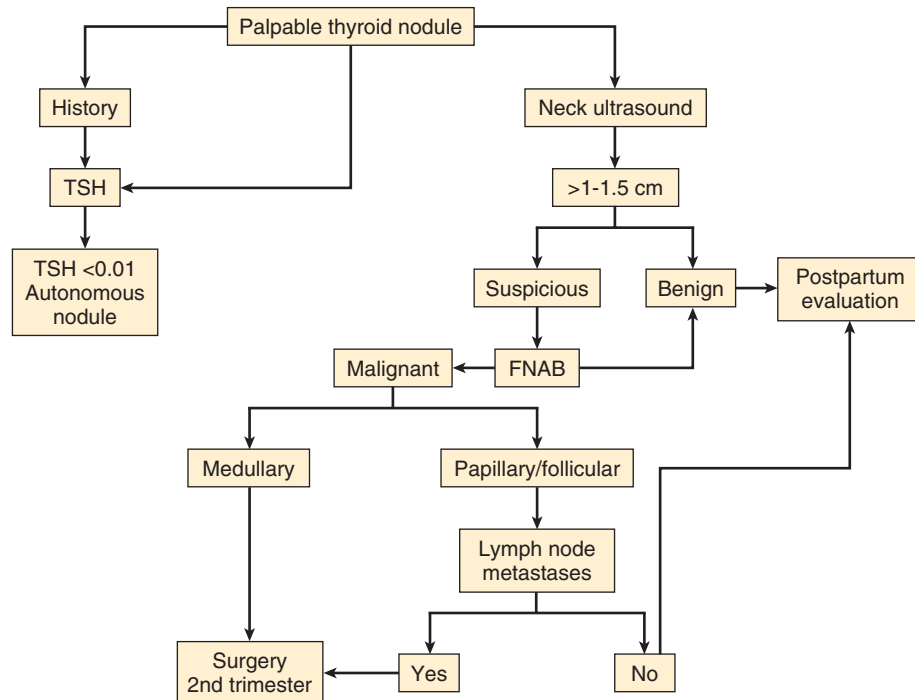 Palpable thyroid nodule
History
Neck ultrasound
TSH
>1-1.5 cm
TSH <0.01
Autonomous
nodule
Suspicious
Benign
Postpartum
evaluation
Malignant
FNAB
Medullary
Papillary/follicular
Lymph node
metastases
Surgery
2nd trimester
Yes
No